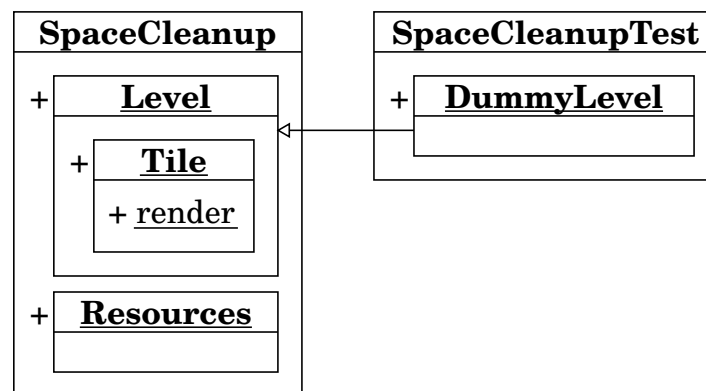 SpaceCleanup
+ Level
+ Tile
+ render
+ Resources
SpaceCleanupTest
+ DummyLevel